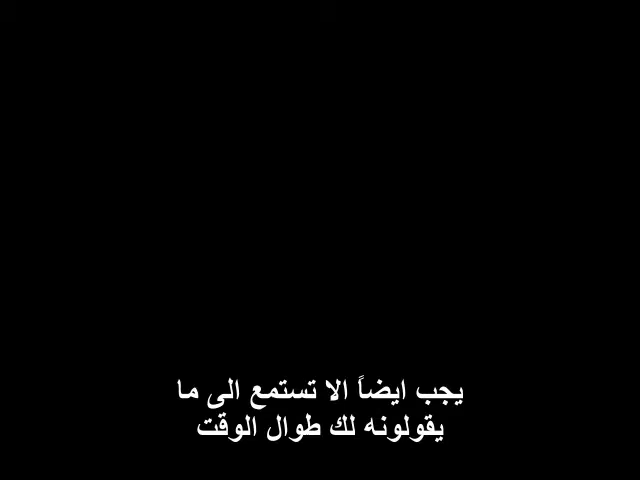 يجب ايضاً الا تستمع الى ما
يقولونه لك طوال الوقت